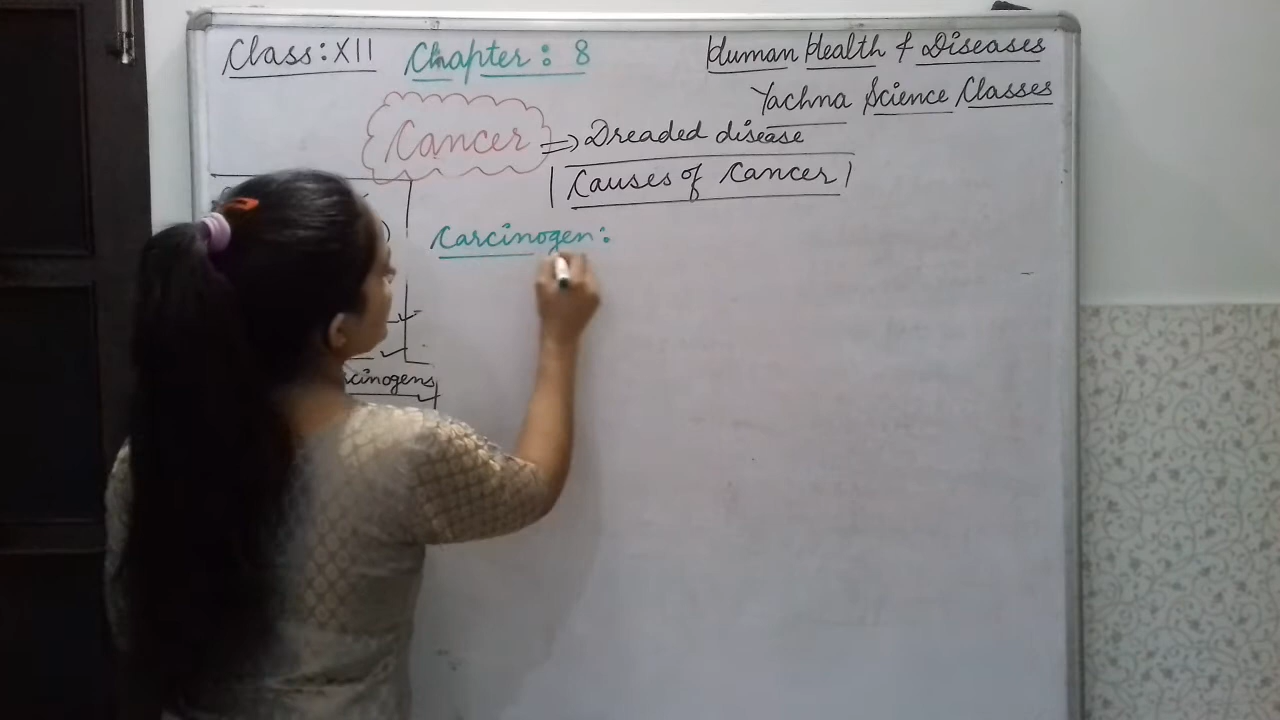 Class: XII Chapter: 8 Human Health & Diseases
Yachna Science Classes
Cancer => Dreaded disease
Causes of Cancer
Carcinogen:
cinogens